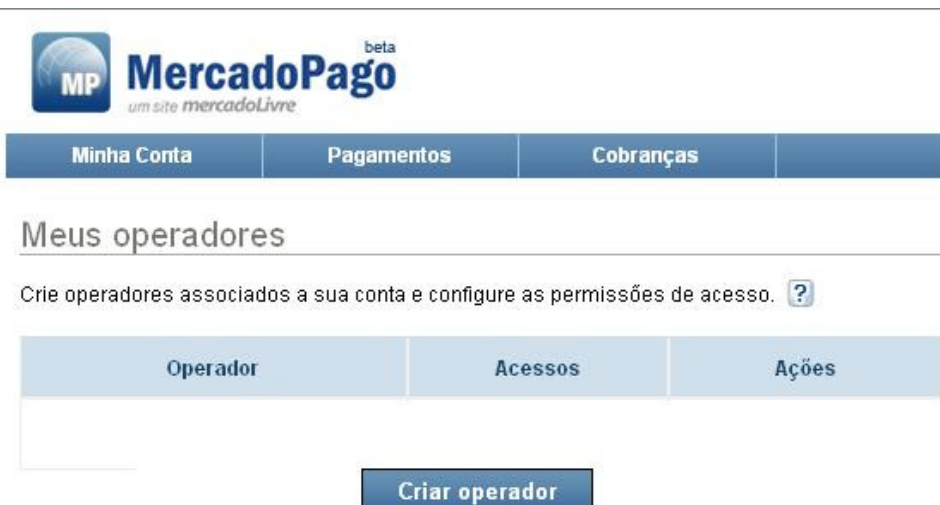 beta
MP MercadoPago
um site mercadoLivre
Minha Conta Pagamentos Cobranças
Meus operadores
Crie operadores associados a sua conta e configure as permissões de acesso. ?
Operador Acessos Ações
Criar operador